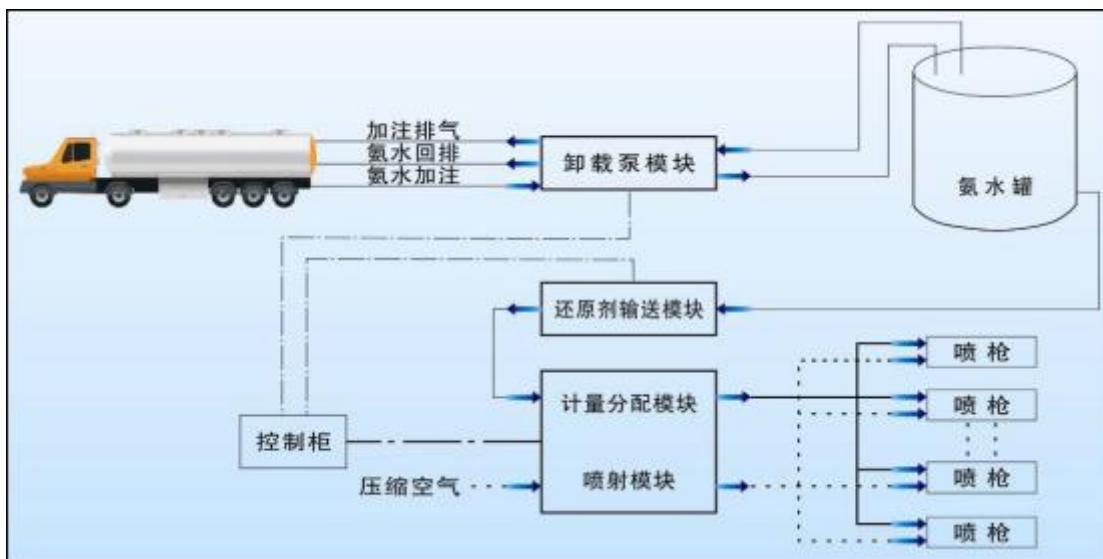 加注排气
氨水回排
氨水加注
卸载泵模块
氨水罐
还原剂输送模块
喷枪
计量分配模块
喷枪
控制柜
喷枪
压缩空气
喷射模块
喷枪